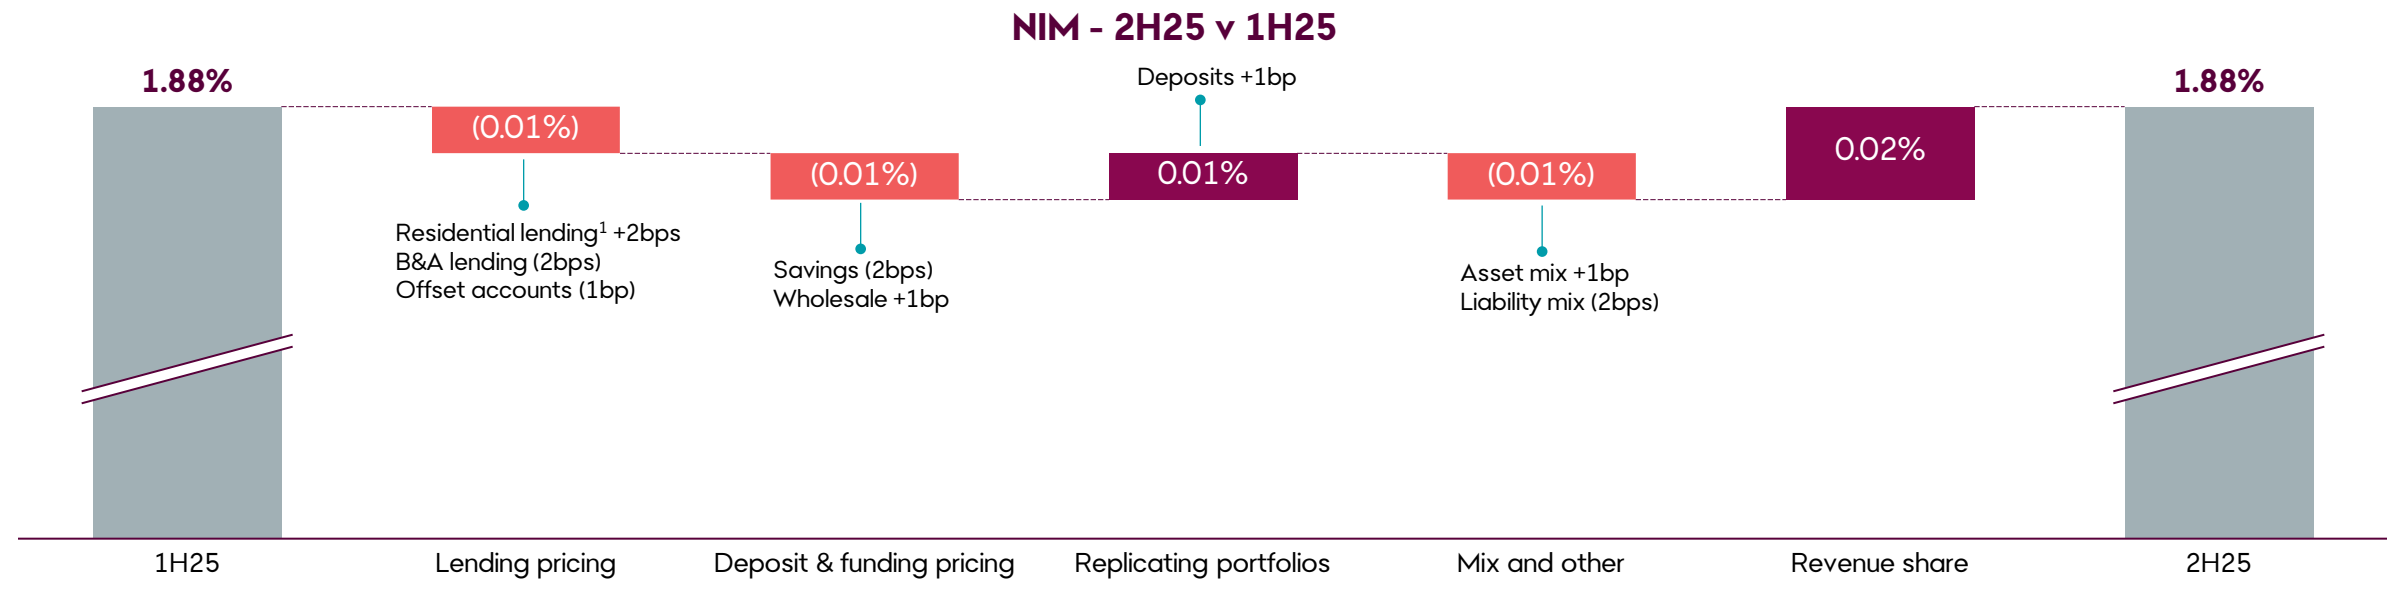 NIM - 2H25 v 1H25
1.88%
(0.01%)
Residential lending¹ +2bps
B&A lending (2bps)
Offset accounts (1bp)
(0.01%)
Savings (2bps)
Wholesale +1bp
Deposits +1bp
0.01%
(0.01%)
Asset mix +1bp
Liability mix (2bps)
0.02%
1.88%
1H25
Lending pricing
Deposit & funding pricing
Replicating portfolios
Mix and other
Revenue share
2H25